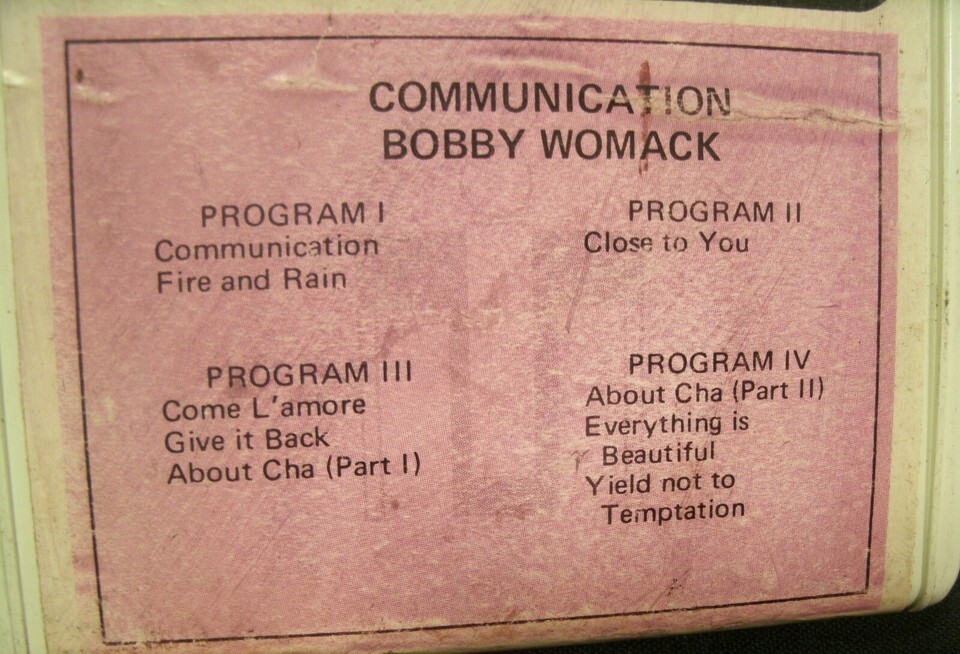 COMMUNICATION
BOBBY WOMACK
PROGRAM I
Communication
Fire and Rain
PROGRAM II
Close to You
PROGRAM III
Come L'amore
Give it Back
About Cha (Part I)
PROGRAM IV
About Cha (Part II)
Everything is
Beautiful
Yield not to
Temptation